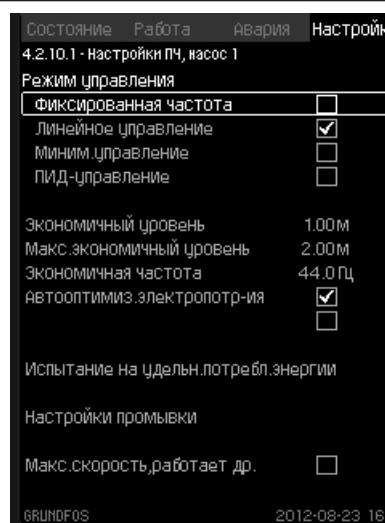 Состояние Работа Авария Настройк
4.2.10.1 - Настройки ПЧ, насос 1
Режим управления
Фиксированная частота
Линейное управление
Миним.управление
ПИД-управление
Экономичный уровень 1.00м
Макс.экономичный уровень 2.00м
Экономичная частота 44.0Гц
Автооптимиз.электропотр-ия
Испытание на удельн.потребл.энергии
Настройки промывки
Макс.скорость,работает др.
GRUNDFOS 2012-08-23 16